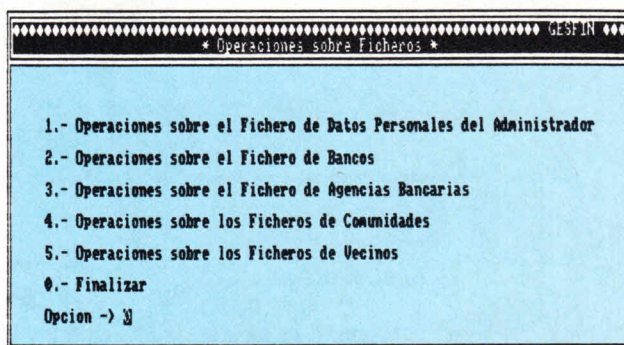 GESFIN
* Operaciones sobre Ficheros *
1.- Operaciones sobre el Fichero de Datos Personales del Administrador
2.- Operaciones sobre el Fichero de Bancos
3.- Operaciones sobre el Fichero de Agencias Bancarias
4.- Operaciones sobre los Ficheros de Comunidades
5.- Operaciones sobre los Ficheros de Vecinos
0.- Finalizar
Opcion ->